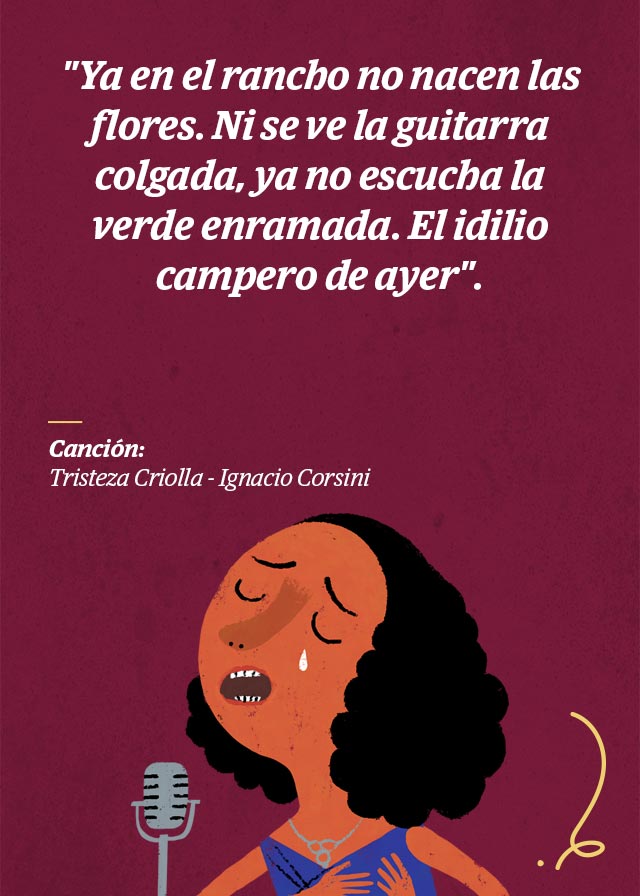 "Ya en el rancho no nacen las
flores. Ni se ve la guitarra
colgada, ya no escucha la
verde enramada. El idilio
campero de ayer".
Canción:
Tristeza Criolla - Ignacio Corsini